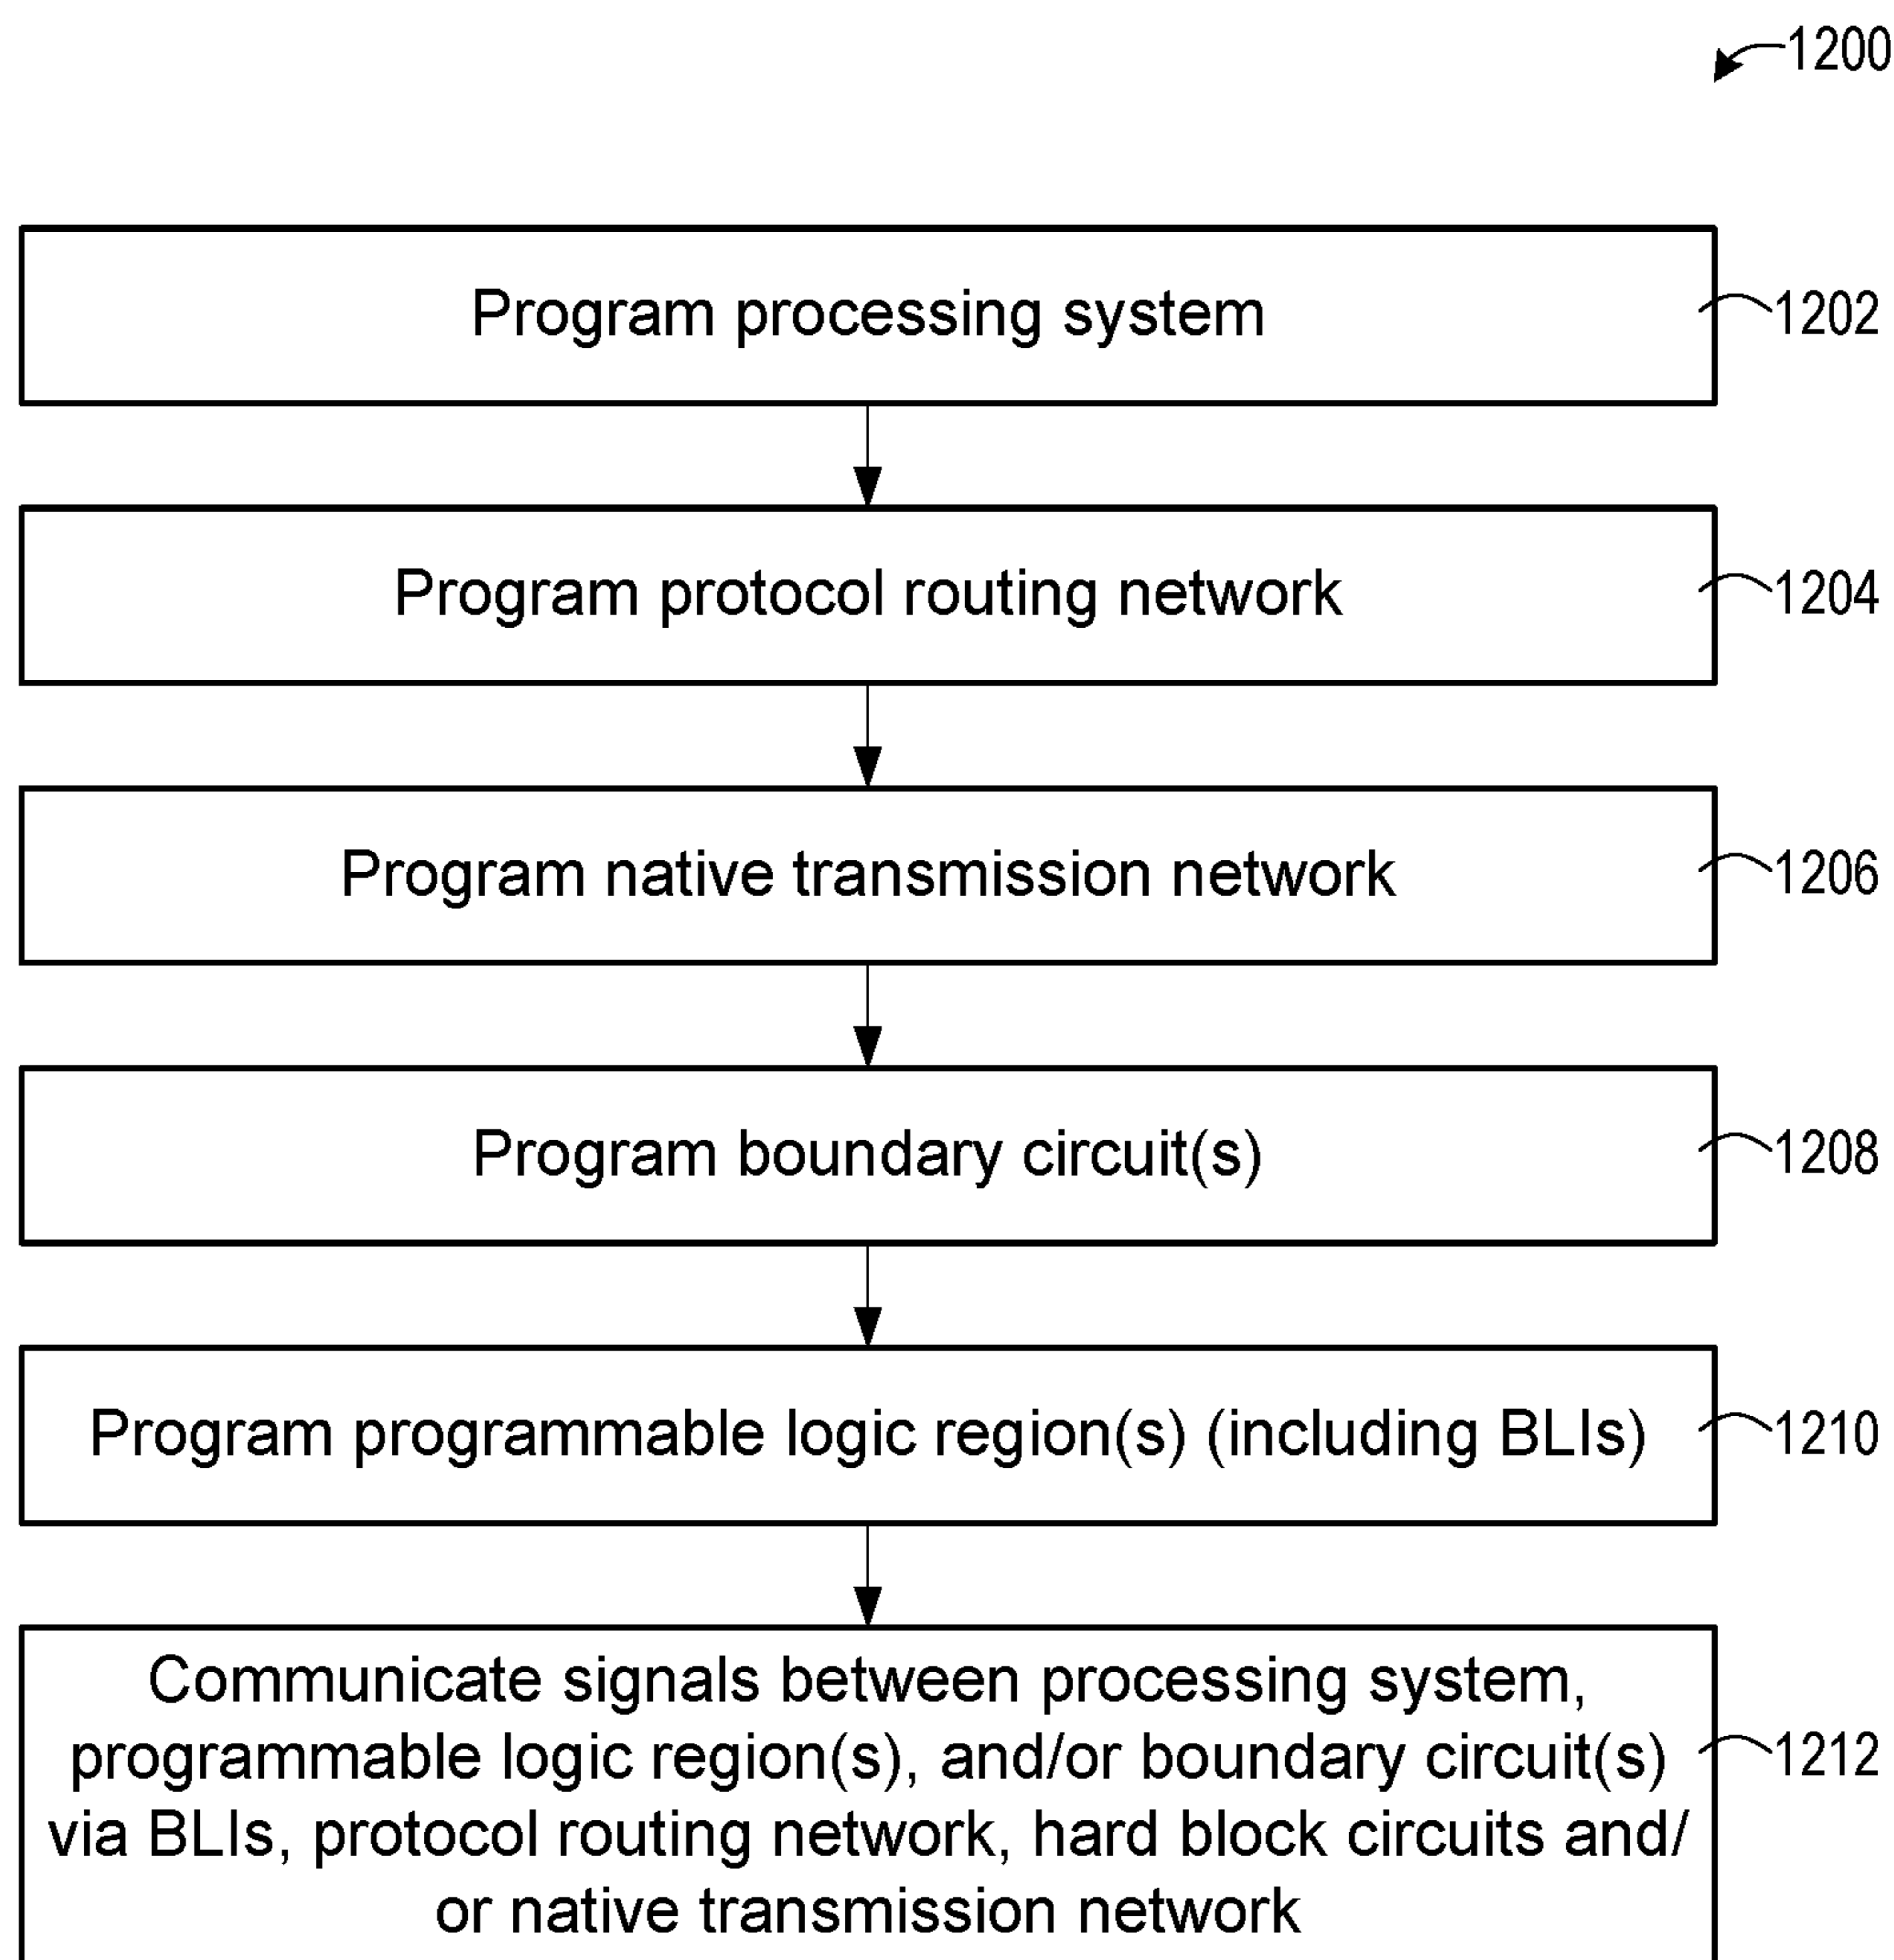 1200
Program processing system
1202
Program protocol routing network
1204
Program native transmission network
1206
Program boundary circuit(s)
1208
Program programmable logic region(s) (including BLIs)
1210
Communicate signals between processing system,
programmable logic region(s), and/or boundary circuit(s)
1212
via BLIs, protocol routing network, hard block circuits and/
or native transmission network